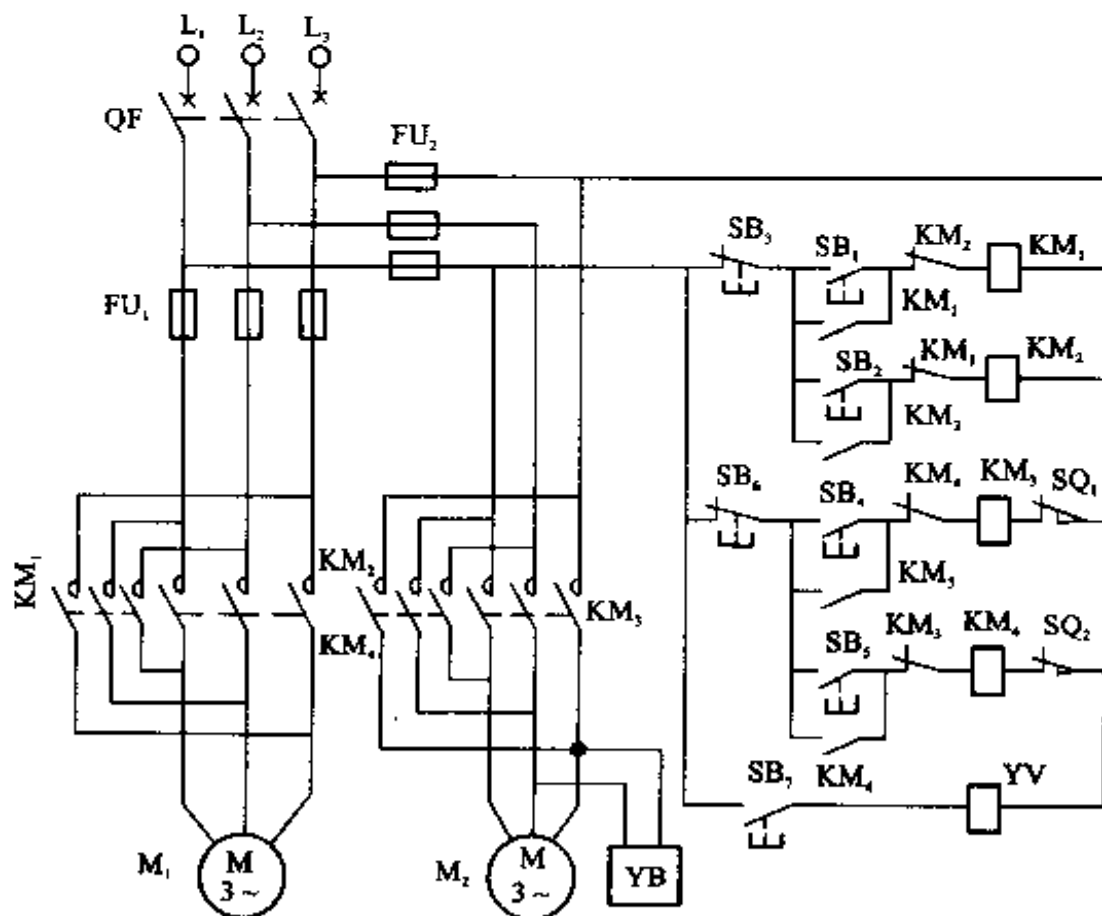 L₁ L₂ L₃
QF
FU₂
SB₃ SB₁ KM₂ KM₁
FU₁
KM₁
SB₂ KM₁ KM₂
KM₂
SB₆ SB₄ KM₄ KM₃ SQ₁
KM₁ KM₂ KM₃
KM₃
KM₄
SB₅ KM₃ KM₄ SQ₂
SB₇ KM₄ YV
M₁ M 3~
M₂ M 3~
YB